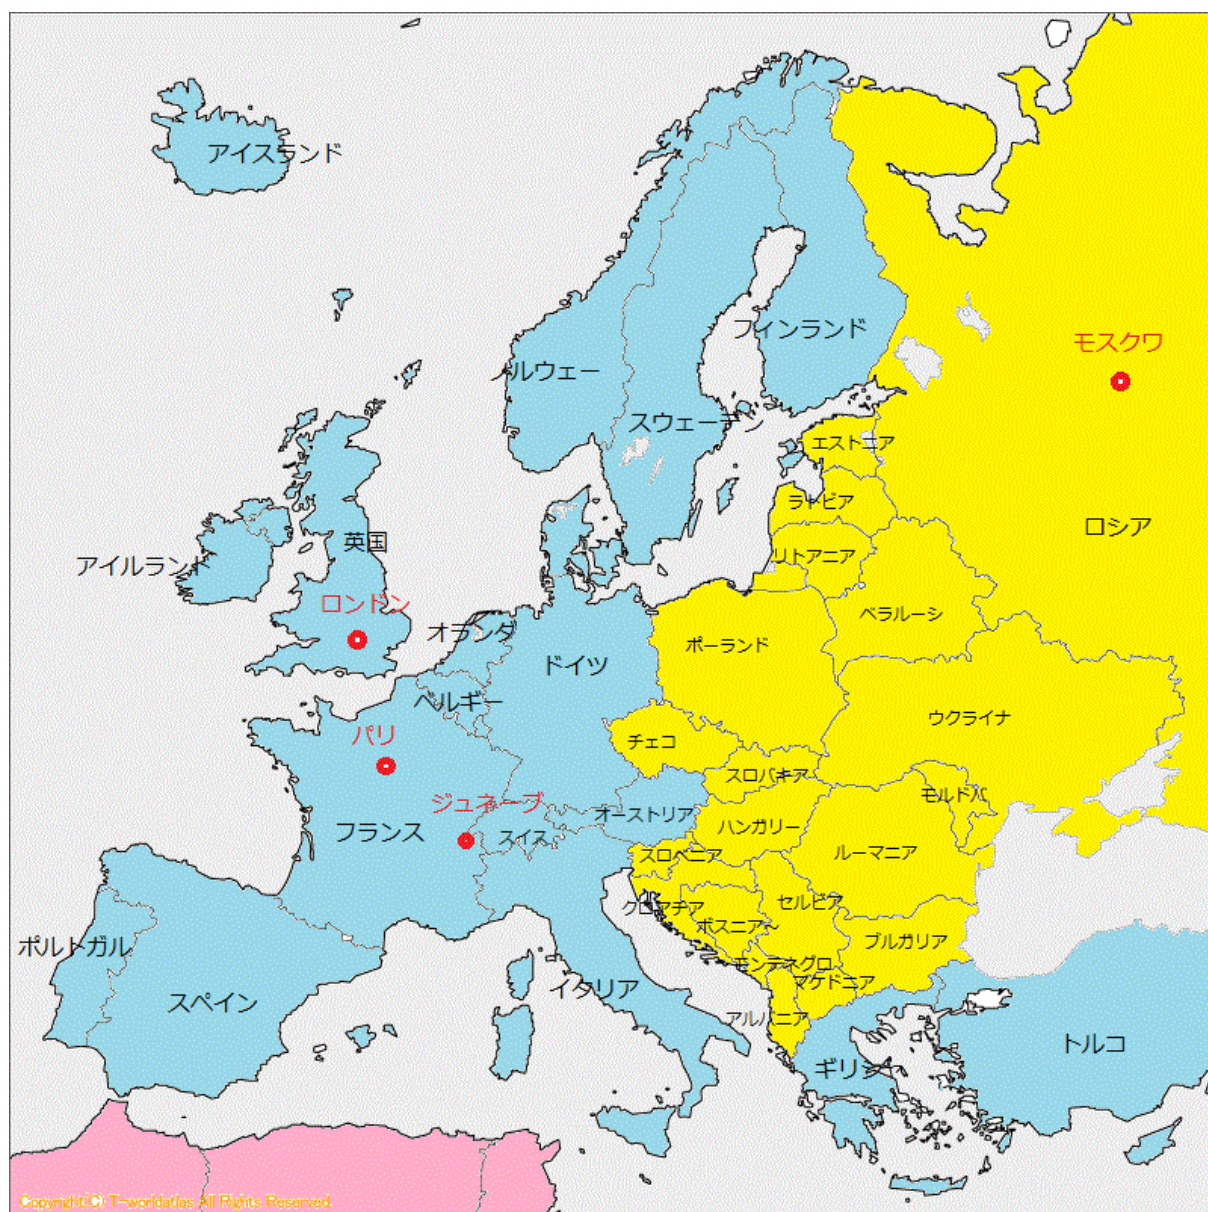 アイスランド
フィンランド
モスクワ
ノルウェー
スウェーデン
エストニア
ラトビア
ロシア
英国
アイルランド
リトアニア
ロンドン
ベラルーシ
オランダ
ポーランド
ドイツ
ベルギー
ウクライナ
パリ
チェコ
スロバキア
モルドバ
ジュネーブ
オーストリア
フランス
スイス
ハンガリー
スロベニア
ルーマニア
クロアチア
セルビア
ボスニア～
ブルガリア
ポルトガル
モンテネグロ
マケドニア
イタリア
スペイン
アルバニア
トルコ
ギリシャ
Copyright(C) T-worldatlas All Rights Reserved.